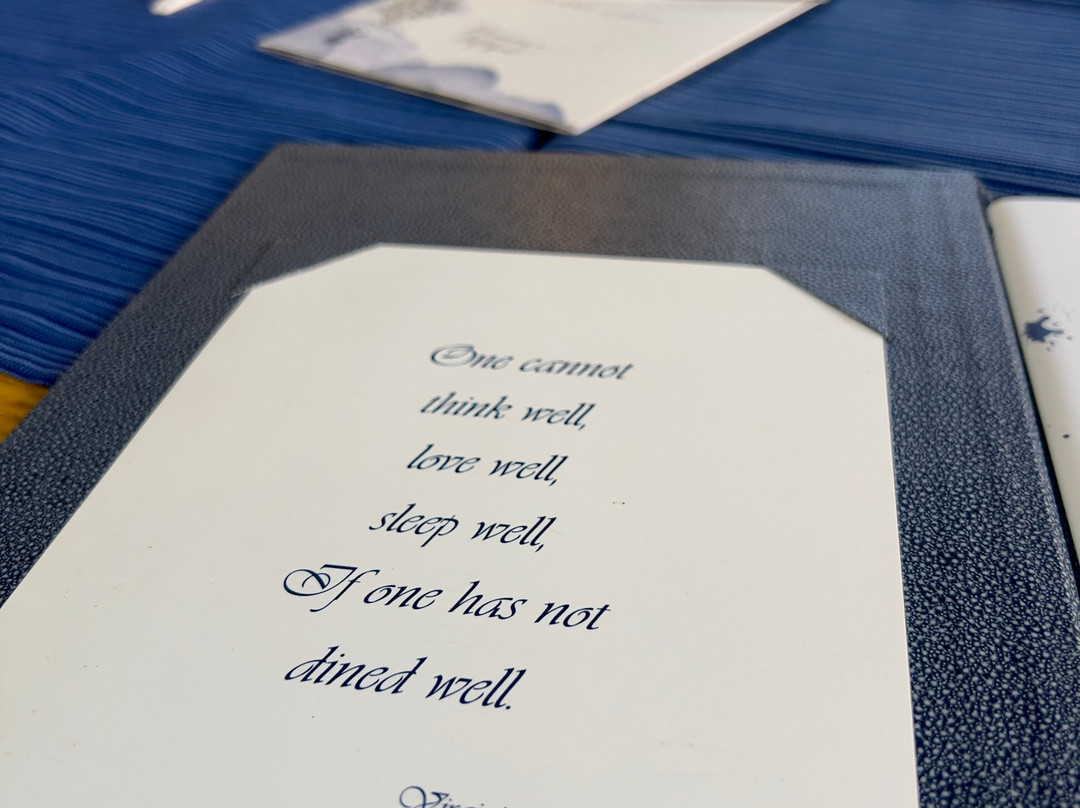 One cannot
think well,
love well,
sleep well,
If one has not
dined well.